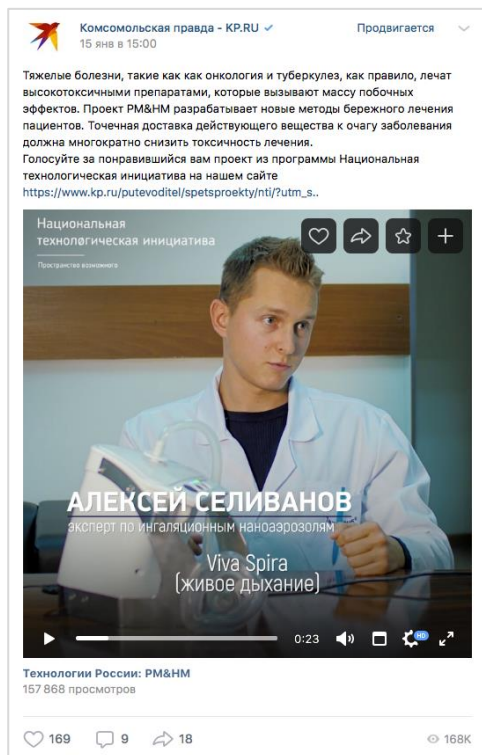 Комсомольская правда - KP.RU
Продвигается
15 янв в 15:00
Тяжелые болезни, такие как как онкология и туберкулез, как правило, лечат
высокотоксичными препаратами, которые вызывают массу побочных
эффектов. Проект PM&HM разрабатывает новые методы бережного лечения
пациентов. Точечная доставка действующего вещества к очагу заболевания
должна многократно снизить токсичность лечения.
Голосуйте за понравившийся вам проект из программы Национальная
технологическая инициатива на нашем сайте
https://www.kp.ru/putevoditel/spetsproekty/nti/?utm_s..
Национальная
технологическая инициатива
Пространство возможного
АЛЕКСЕЙ СЕЛИВАНОВ
эксперт по ингаляционным наноаэрозолям
Viva Spira
(живое дыхание)
0:23
HD
Технологии России: PM&HM
157 868 просмотров
169
9
18
168K